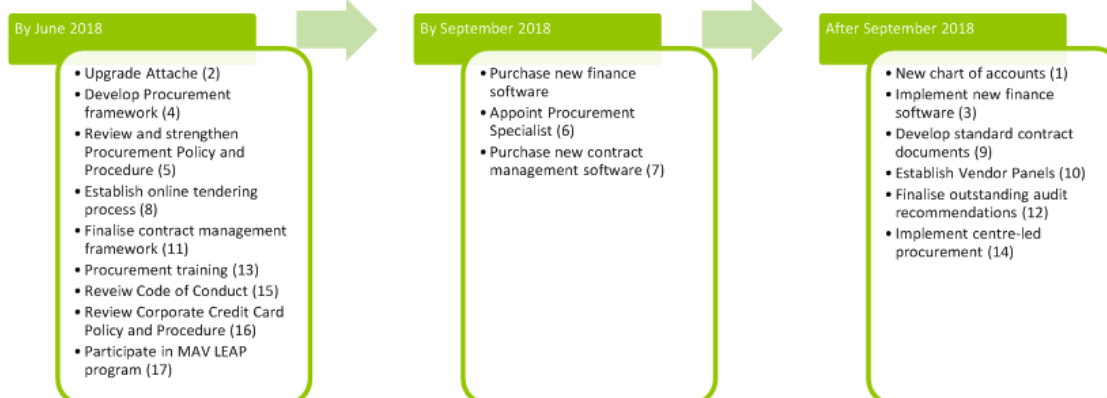 By June 2018
• Upgrade Attache (2)
• Develop Procurement
framework (4)
• Review and strengthen
Procurement Policy and
Procedure (5)
• Establish online tendering
process (8)
• Finalise contract management
framework (11)
• Procurement training (13)
• Reveiw Code of Conduct (15)
• Review Corporate Credit Card
Policy and Procedure (16)
• Participate in MAV LEAP
program (17)
By September 2018
• Purchase new finance
software
• Appoint Procurement
Specialist (6)
• Purchase new contract
management software (7)
After September 2018
• New chart of accounts (1)
• Implement new finance
software (3)
• Develop standard contract
documents (9)
• Establish Vendor Panels (10)
• Finalise outstanding audit
recommendations (12)
• Implement centre-led
procurement (14)